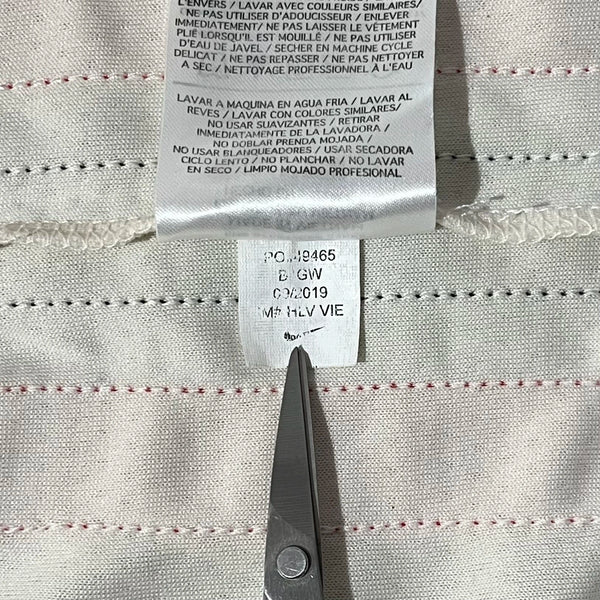 L'ENVERS / LAVER AVEC COULEURS SIMILAIRES/
NE PAS UTILISER D'ADOUCISSEUR / ENLEVER
IMMEDIATEMENT/ NE PAS LAISSER LE VÊTEMENT
PLIÉ LORSQU'IL EST MOUILLÉ / NE PAS UTILISER
D'EAU DE JAVEL / SECHER EN MACHINE CYCLE
DELICAT / NE PAS REPASSER / NE PAS NETTOYER
A SEC / NETTOYAGE PROFESSIONNEL À L'EAU
LAVAR A MAQUINA EN AGUA FRIA / LAVAR AL
REVES / LAVAR CON COLORES SIMILARES/
NO USAR SUAVIZANTES / RETIRAR
INMEDIATAMENTE DE LA LAVADORA /
NO DOBLAR PRENDA MOJADA /
NO USAR BLANQUEADORES / USAR SECADORA
CICLO LENTO / NO PLANCHAR / NO LAVAR
EN SECO / LIMPIO MOJADO PROFESIONAL
GW
09/2019
M# HLV VIE